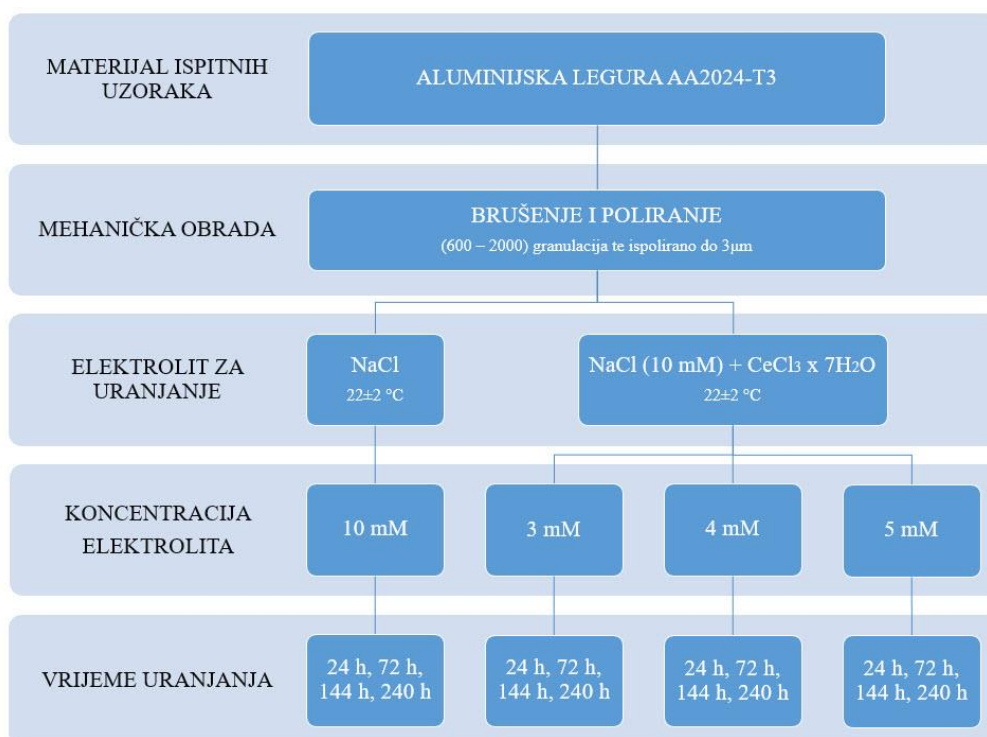 MATERIJAL ISPITNIH
UZORAKA
ALUMINIJSKA LEGURA AA2024-T3
MEHANIČKA OBRADA
BRUŠENJE I POLIRANJE
(600 – 2000) granulacija te ispolirano do 3μm
ELEKTROLIT ZA
URANJANJE
NaCl
22±2 °C
NaCl (10 mM) + CeCl₃ x 7H₂O
22±2 °C
KONCENTRACIJA
ELEKTROLITA
10 mM
3 mM
4 mM
5 mM
VRIJEME URANJANJA
24 h, 72 h,
144 h, 240 h
24 h, 72 h,
144 h, 240 h
24 h, 72 h,
144 h, 240 h
24 h, 72 h,
144 h, 240 h